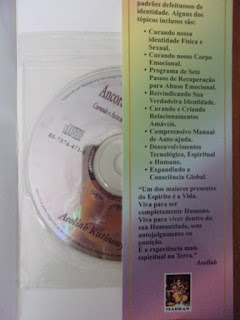 padrões defeituosos de
identidade. Alguns dos
tópicos inclusos são:
• Curando nossa
identidade Física e
Sexual.
• Curando nosso Corpo
Emocional.
• Programa de Sete
Passos de Recuperação
para Abuso Emocional.
• Reivindicando Sua
Verdadeira Identidade.
• Curando e Criando
Relacionamentos
Amáveis.
• Compreensivo Manual
de Auto-ajuda.
• Desenvolvimentos
Tecnológico, Espiritual
e Humano.
• Expandindo a
Consciência Global.
"Um dos maiores presentes
do Espírito é a Vida.
Viva para ser
completamente Humano.
Viva para viver dentro
da sua Humanidade, sem
autojulgamento ou
punição.
É a experiência mais
espiritual na Terra."
MADRAS